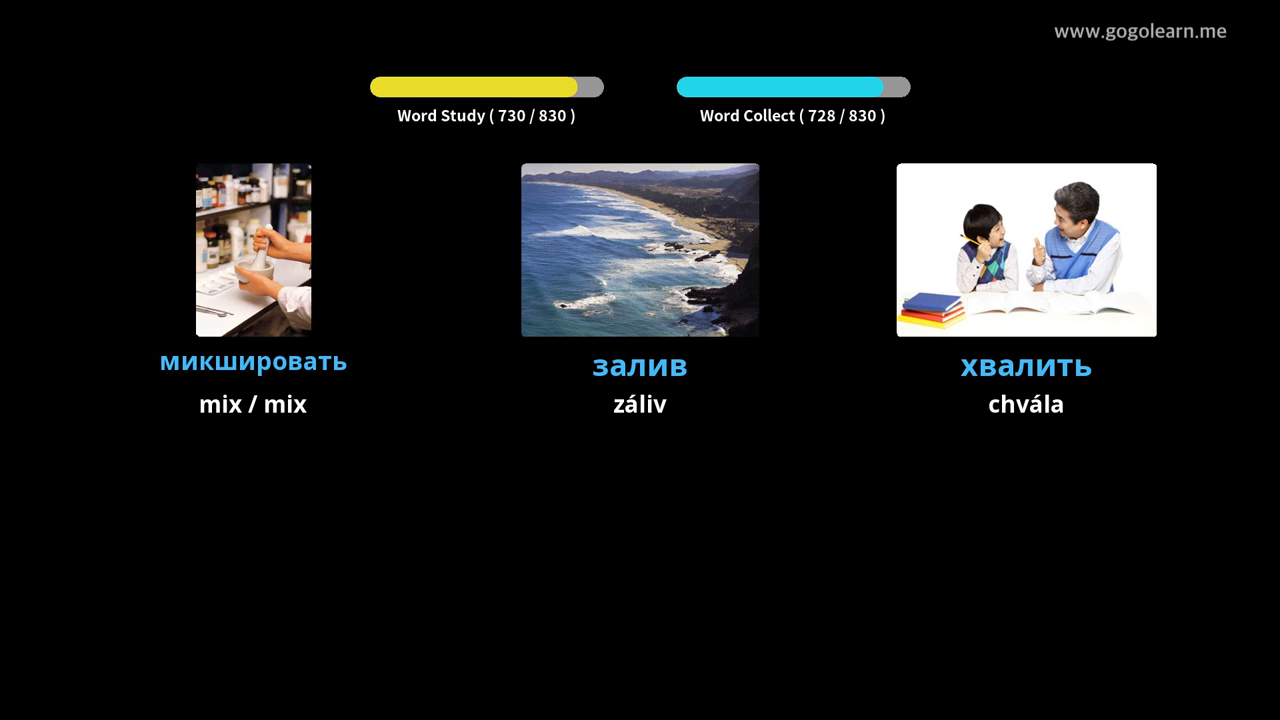 www.gogolearn.me
Word Study ( 730 / 830 )
Word Collect ( 728 / 830 )
микшировать
залив
хвалить
mix / mix
záliv
chvála